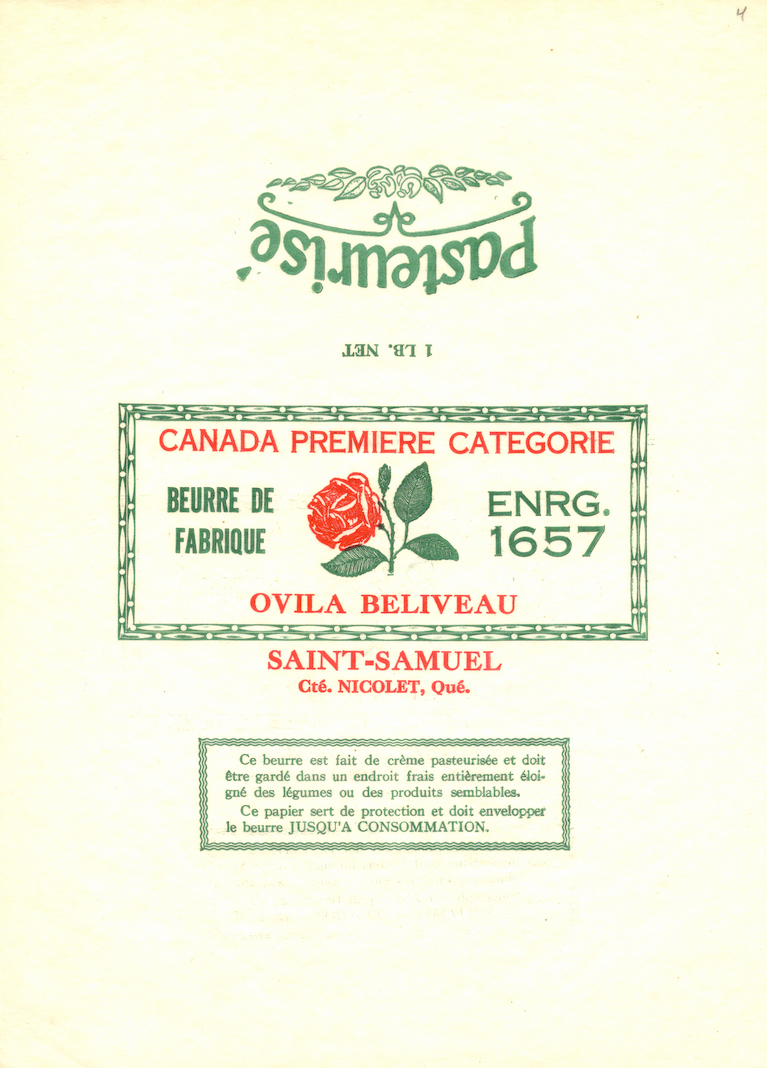 4
Pasteurisé
1 LB. NET
CANADA PREMIERE CATEGORIE
BEURRE DE
FABRIQUE
ENRG.
1657
OVILA BELIVEAU
SAINT-SAMUEL
Cté. NICOLET, Qué.
Ce beurre est fait de crème pasteurisée et doit
être gardé dans un endroit frais entièrement éloi-
gné des légumes ou des produits semblables.
Ce papier sert de protection et doit envelopper
le beurre JUSQU'A CONSOMMATION.